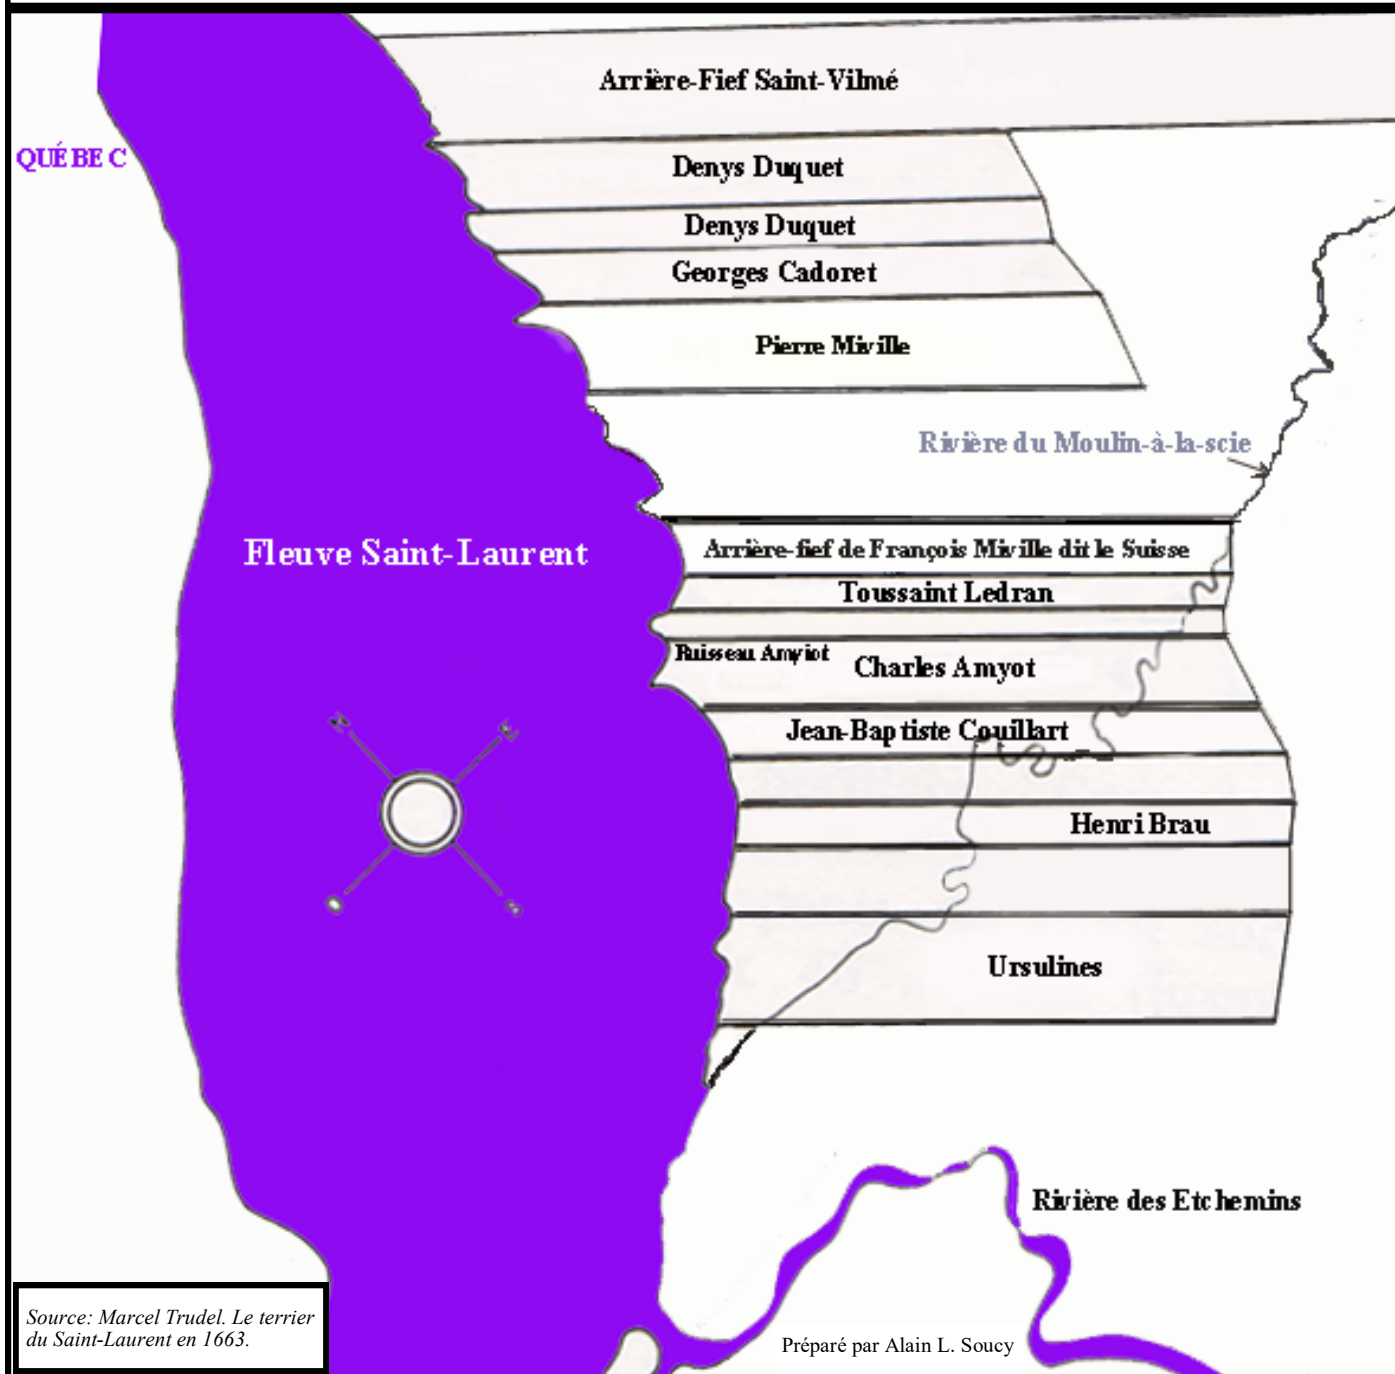 Arrière-Fief Saint-Vilmé
QUÉBEC
Denys Duquet
Denys Duquet
Georges Cadoret
Pierre Miville
Rivière du Moulin-à-la-scie
Fleuve Saint-Laurent
Arrière-fief de François Miville dit le Suisse
Toussaint Ledran
Ruisseau Amyiot
Charles Amyot
Jean-Baptiste Couillart
N
E
Henri Brau
O
S
Ursulines
Rivière des Etchemins
Source: Marcel Trudel. Le terrier
du Saint-Laurent en 1663.
Préparé par Alain L. Soucy